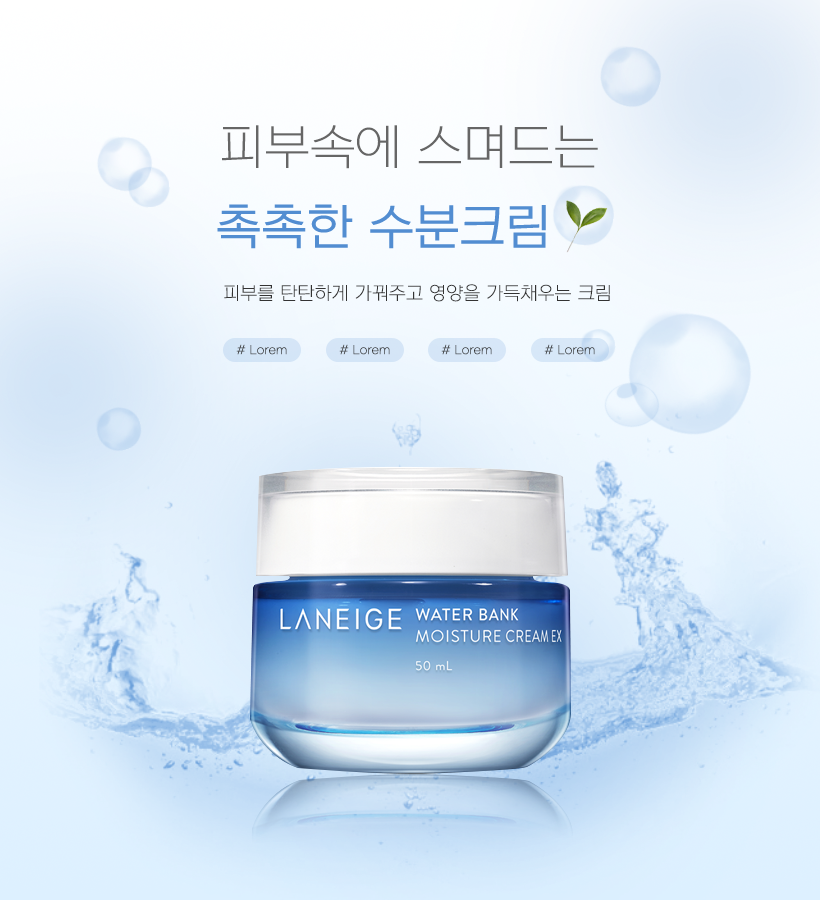 피부속에 스며드는
촉촉한 수분크림
피부를 탄탄하게 가꿔주고 영양을 가득채우는 크림
# Lorem # Lorem # Lorem # Lorem
LANEIGE WATER BANK
MOISTURE CREAM EX
50 mL